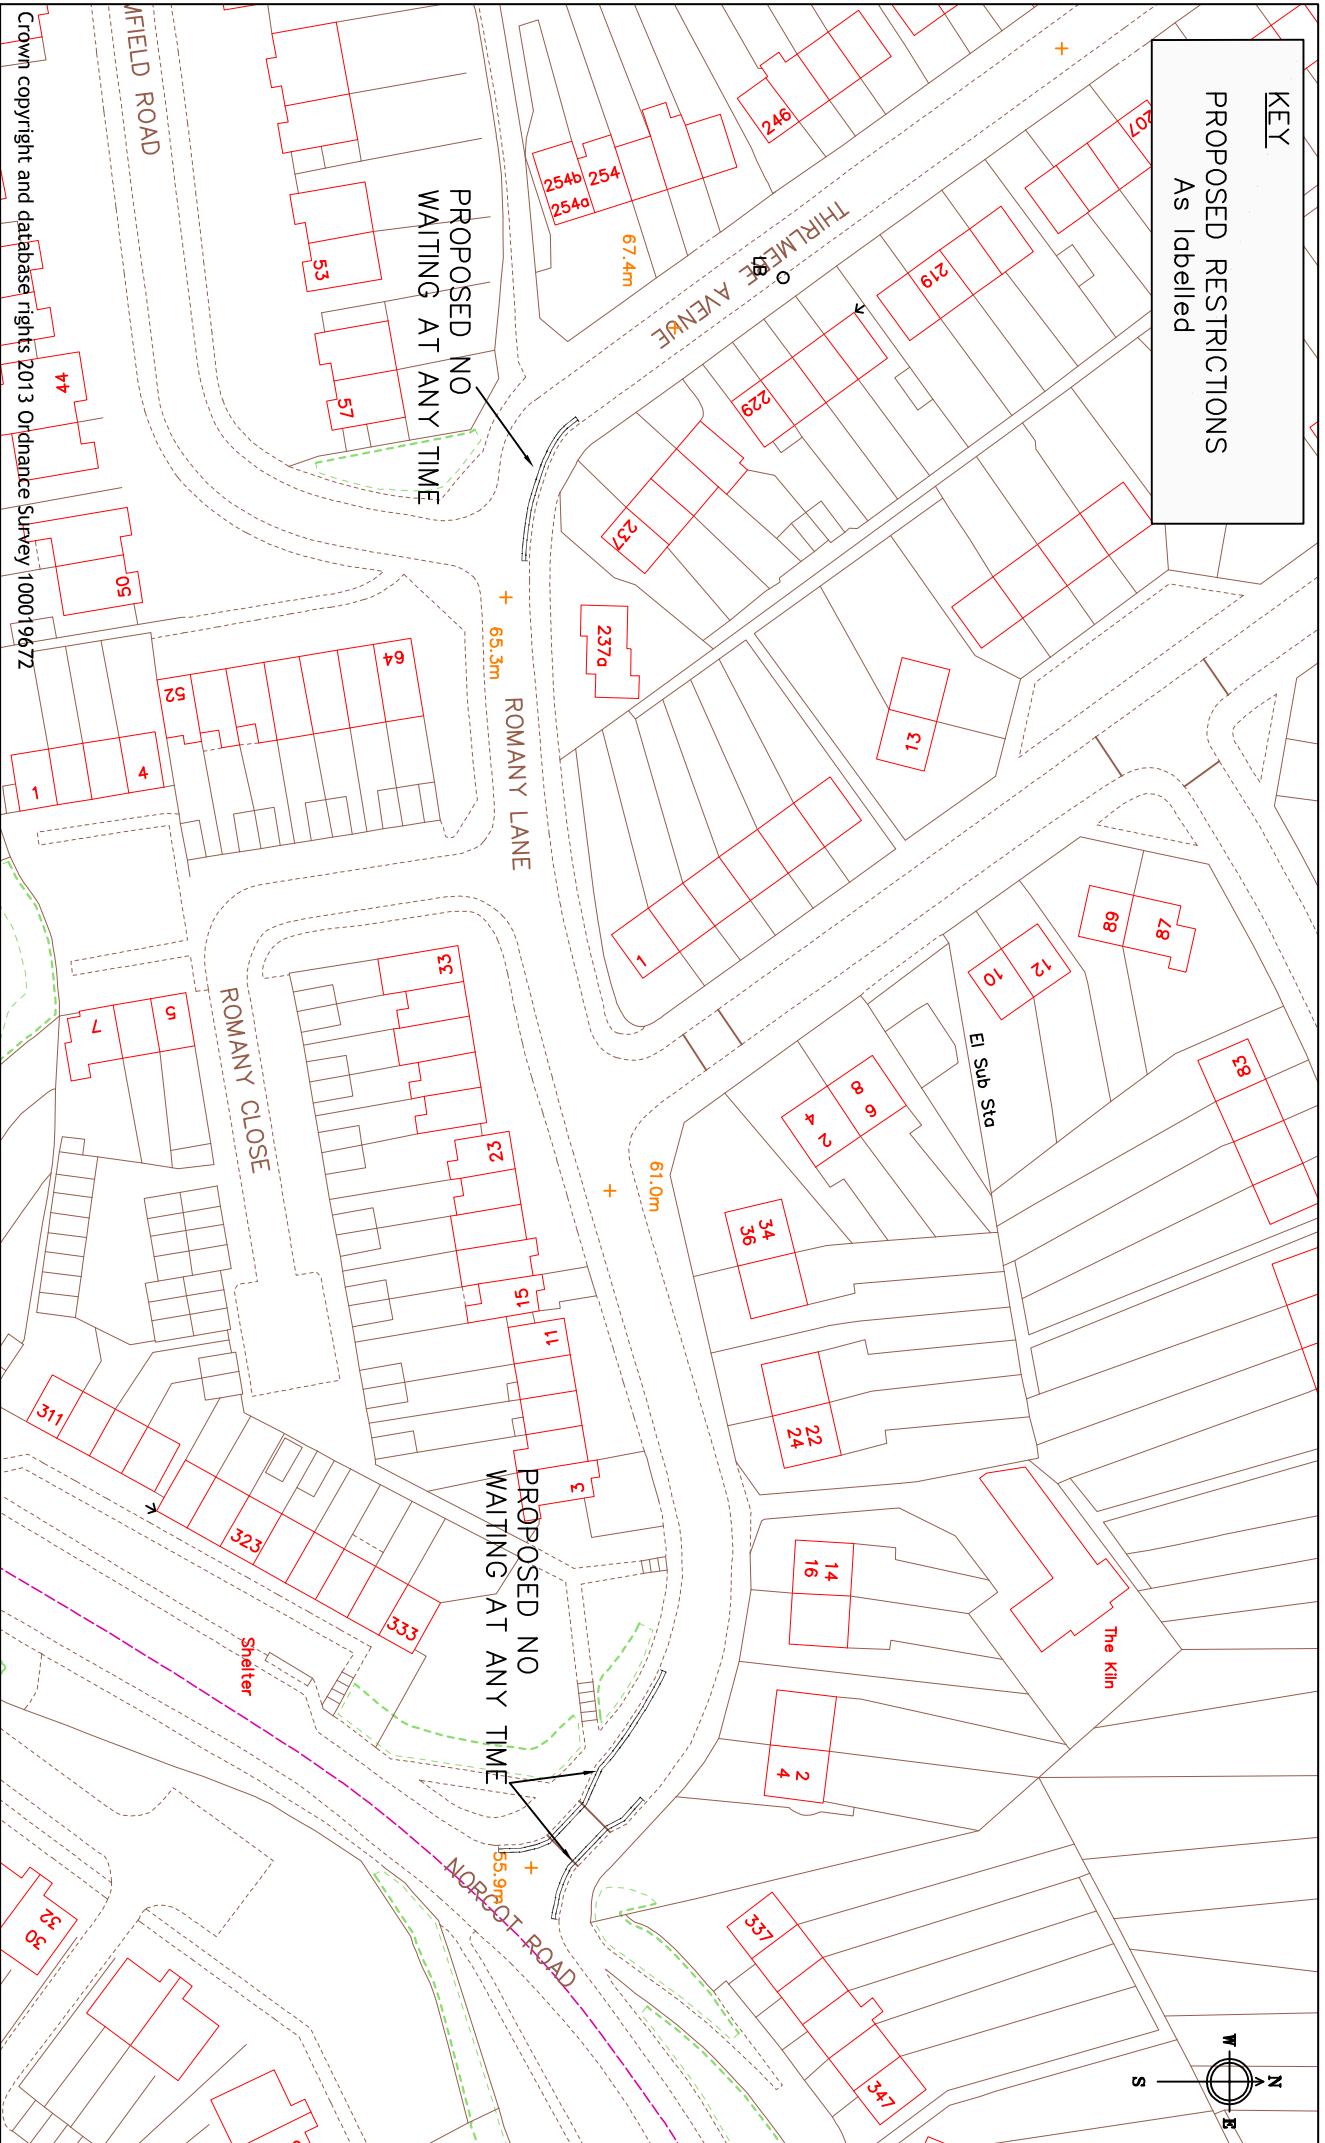 KEY
PROPOSED RESTRICTIONS
As labelled
N
W
E
S
207
246
219
THIRLMERE AVENUE
LB
229
67.4m
254b
254
254a
237
237a
13
89
87
83
12
10
El Sub Sta
8
6
4
2
1
PROPOSED NO
WAITING AT ANY TIME
53
57
65.3m
ROMANY LANE
61.0m
34
36
22
24
The Kiln
14
16
2
4
337
347
MFIELD ROAD
44
50
64
52
4
1
33
23
15
11
3
5
7
ROMANY CLOSE
PROPOSED NO
WAITING AT ANY TIME
311
323
333
Shelter
55.9m
NORCOT ROAD
32
30
Crown copyright and database rights 2013 Ordnance Survey 100019672